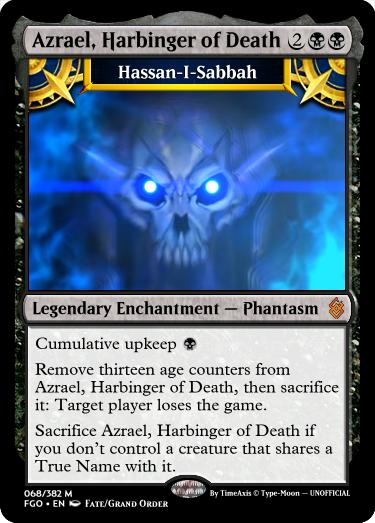 Azrael, Harbinger of Death 2
Hassan-I-Sabbah
Legendary Enchantment — Phantasm
Cumulative upkeep
Remove thirteen age counters from
Azrael, Harbinger of Death, then sacrifice
it: Target player loses the game.
Sacrifice Azrael, Harbinger of Death if
you don't control a creature that shares a
True Name with it.
068/382 M
FGO • EN Fate/Grand Order
By TimeAxis © Type-Moon — UNOFFICIAL